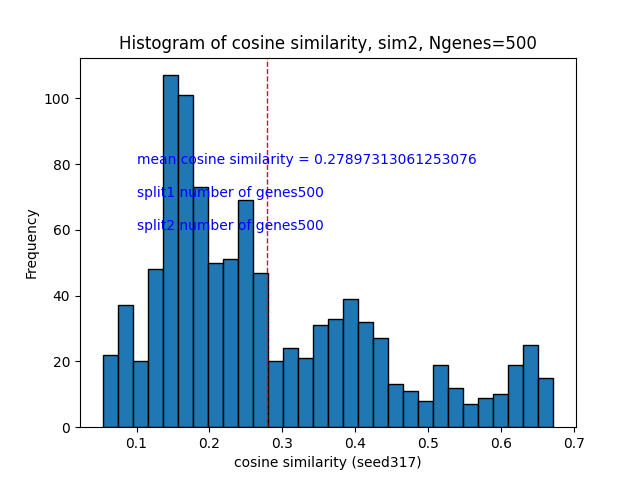 Histogram of cosine similarity, sim2, Ngenes=500
Frequency
100
80
60
40
20
0
mean cosine similarity = 0.27897313061253076
split1 number of genes500
split2 number of genes500
0.1 0.2 0.3 0.4 0.5 0.6 0.7
cosine similarity (seed317)